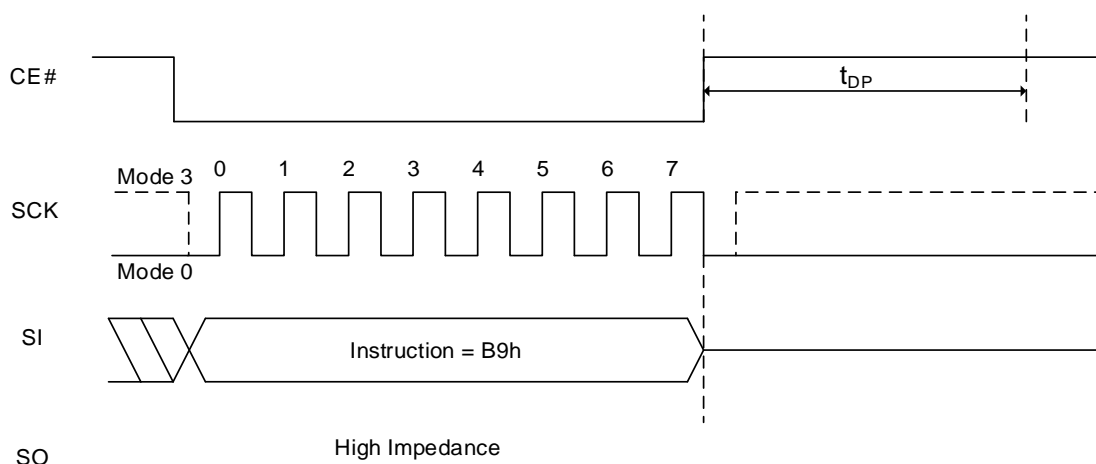 CE#
tDP
Mode 3
0 1 2 3 4 5 6 7
SCK
Mode 0
SI
Instruction = B9h
High Impedance
SO